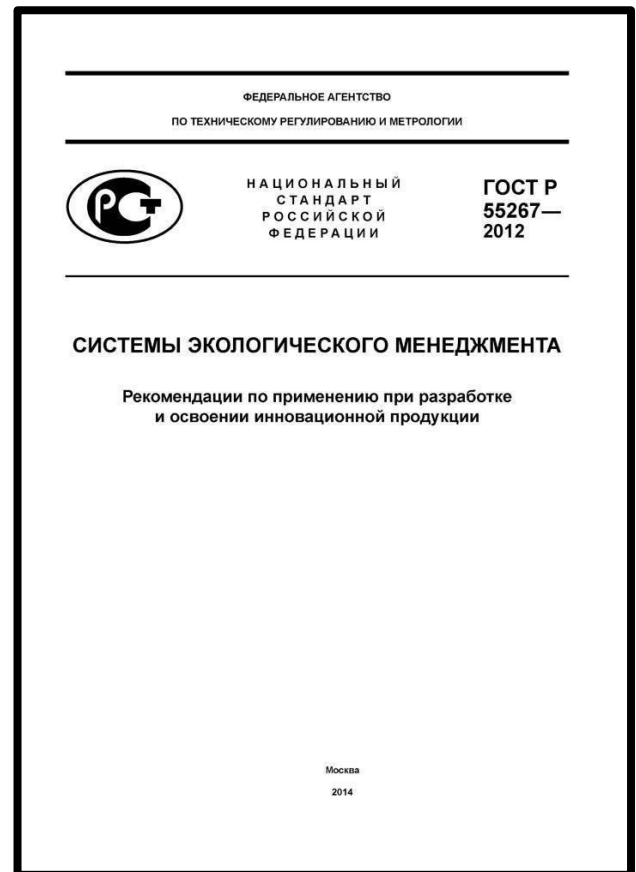 ФЕДЕРАЛЬНОЕ АГЕНТСТВО
ПО ТЕХНИЧЕСКОМУ РЕГУЛИРОВАНИЮ И МЕТРОЛОГИИ
РСТ
НАЦИОНАЛЬНЫЙ
СТАНДАРТ
РОССИЙСКОЙ
ФЕДЕРАЦИИ
ГОСТ Р
55267—
2012
СИСТЕМЫ ЭКОЛОГИЧЕСКОГО МЕНЕДЖМЕНТА
Рекомендации по применению при разработке
и освоении инновационной продукции
Москва
2014